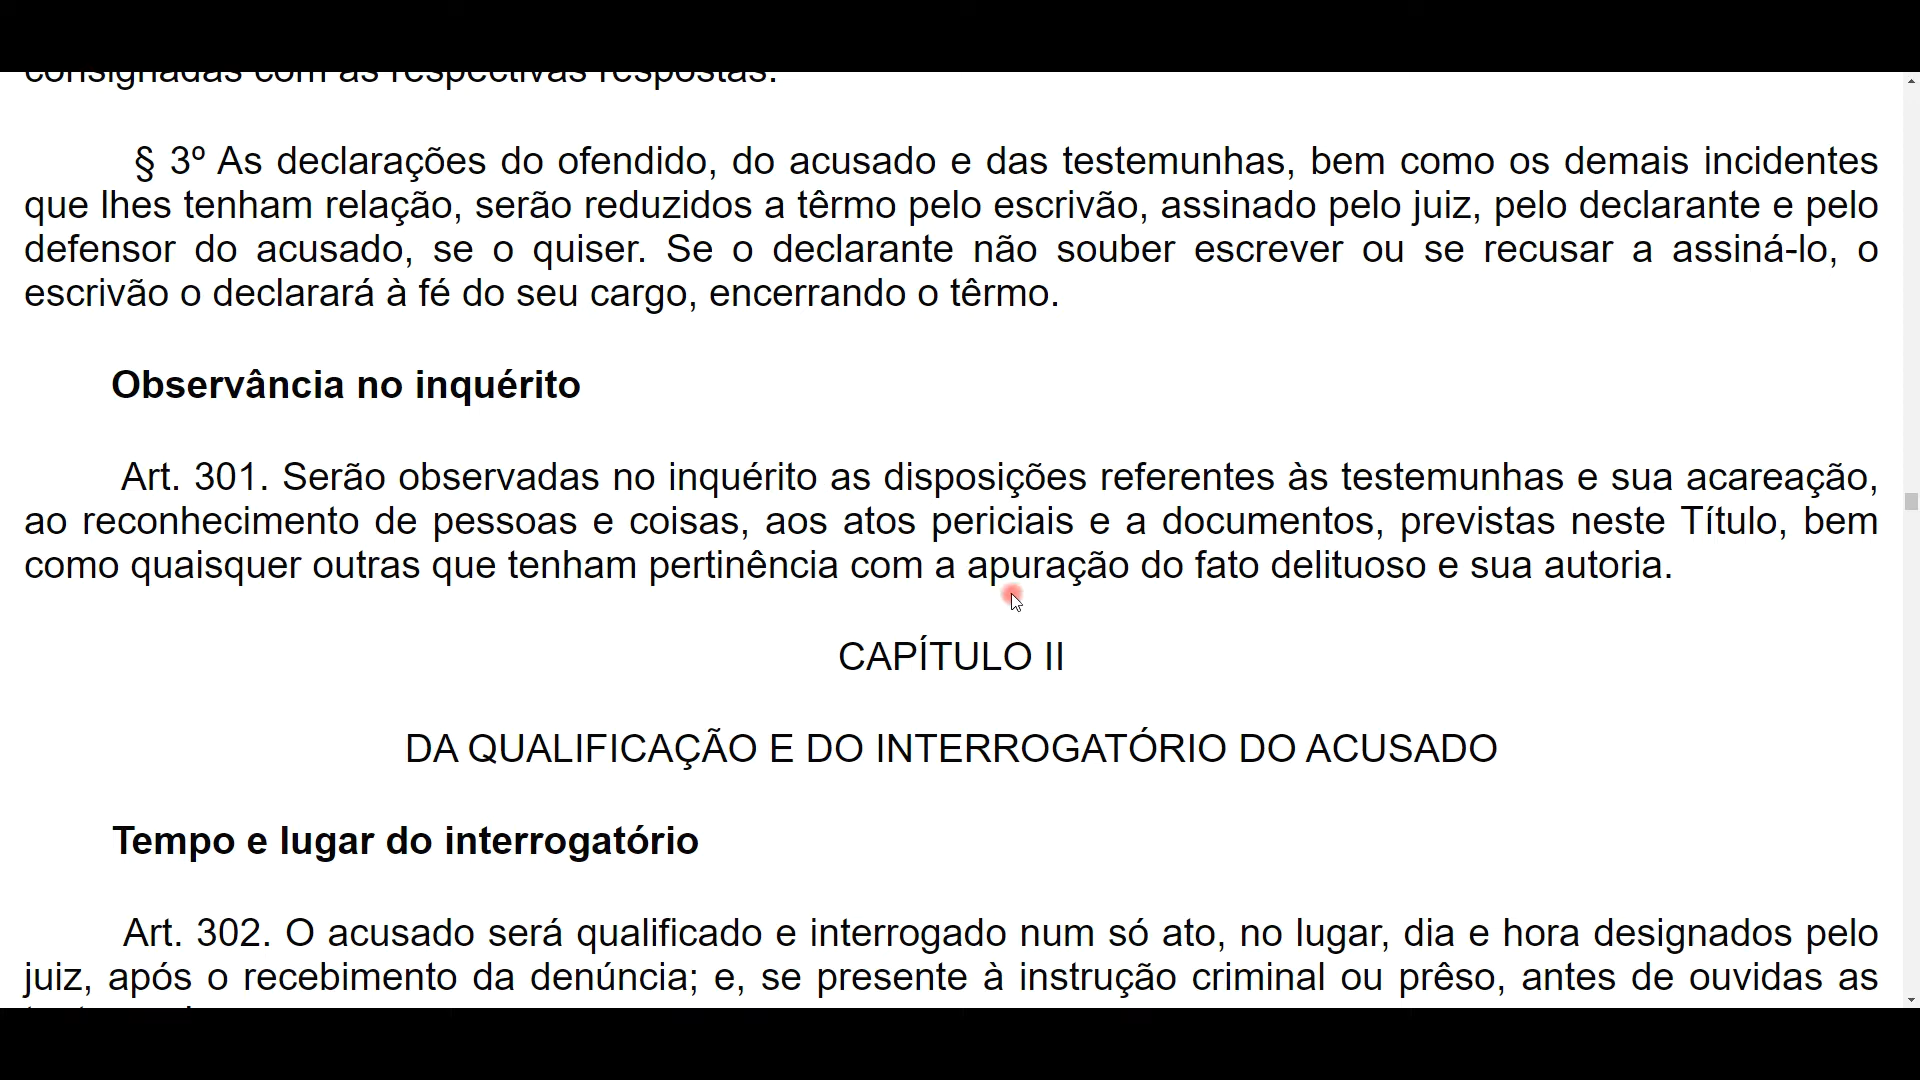 consignadas com as respectivas respostas.
§ 3º As declarações do ofendido, do acusado e das testemunhas, bem como os demais incidentes
que lhes tenham relação, serão reduzidos a têrmo pelo escrivão, assinado pelo juiz, pelo declarante e pelo
defensor do acusado, se o quiser. Se o declarante não souber escrever ou se recusar a assiná-lo, o
escrivão o declarará à fé do seu cargo, encerrando o têrmo.
Observância no inquérito
Art. 301. Serão observadas no inquérito as disposições referentes às testemunhas e sua acareação,
ao reconhecimento de pessoas e coisas, aos atos periciais e a documentos, previstas neste Título, bem
como quaisquer outras que tenham pertinência com a apuração do fato delituoso e sua autoria.
CAPÍTULO II
DA QUALIFICAÇÃO E DO INTERROGATÓRIO DO ACUSADO
Tempo e lugar do interrogatório
Art. 302. O acusado será qualificado e interrogado num só ato, no lugar, dia e hora designados pelo
juiz, após o recebimento da denúncia; e, se presente à instrução criminal ou prêso, antes de ouvidas as